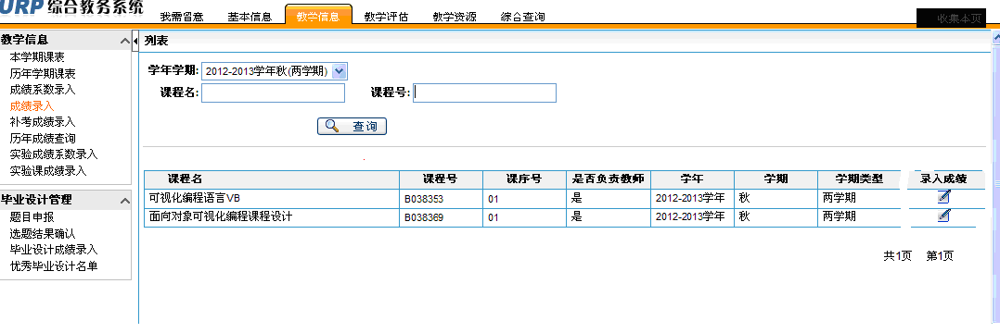 URP 综合教务系统
我需留意 基本信息 教学信息 教学评估 教学资源 综合查询 收集本页
教学信息
本学期课表
历年学期课表
成绩系数录入
成绩录入
补考成绩录入
历年成绩查询
实验成绩系数录入
实验课成绩录入
毕业设计管理
题目申报
选题结果确认
毕业设计成绩录入
优秀毕业设计名单
列表
学年学期: 2012-2013学年秋(两学期)
课程名: 课程号:
查询
课程名 课程号 课序号 是否负责教师 学年 学期 学期类型 录入成绩
可视化编程语言VB B038353 01 是 2012-2013学年 秋 两学期
面向对象可视化编程课程设计 B038369 01 是 2012-2013学年 秋 两学期
共1页 第1页